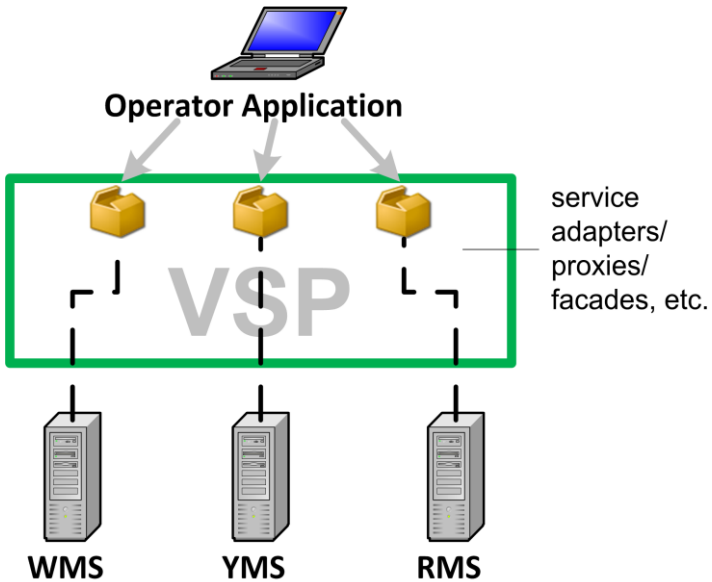 Operator Application
service
adapters/
proxies/
facades, etc.
VSP
WMS YMS RMS